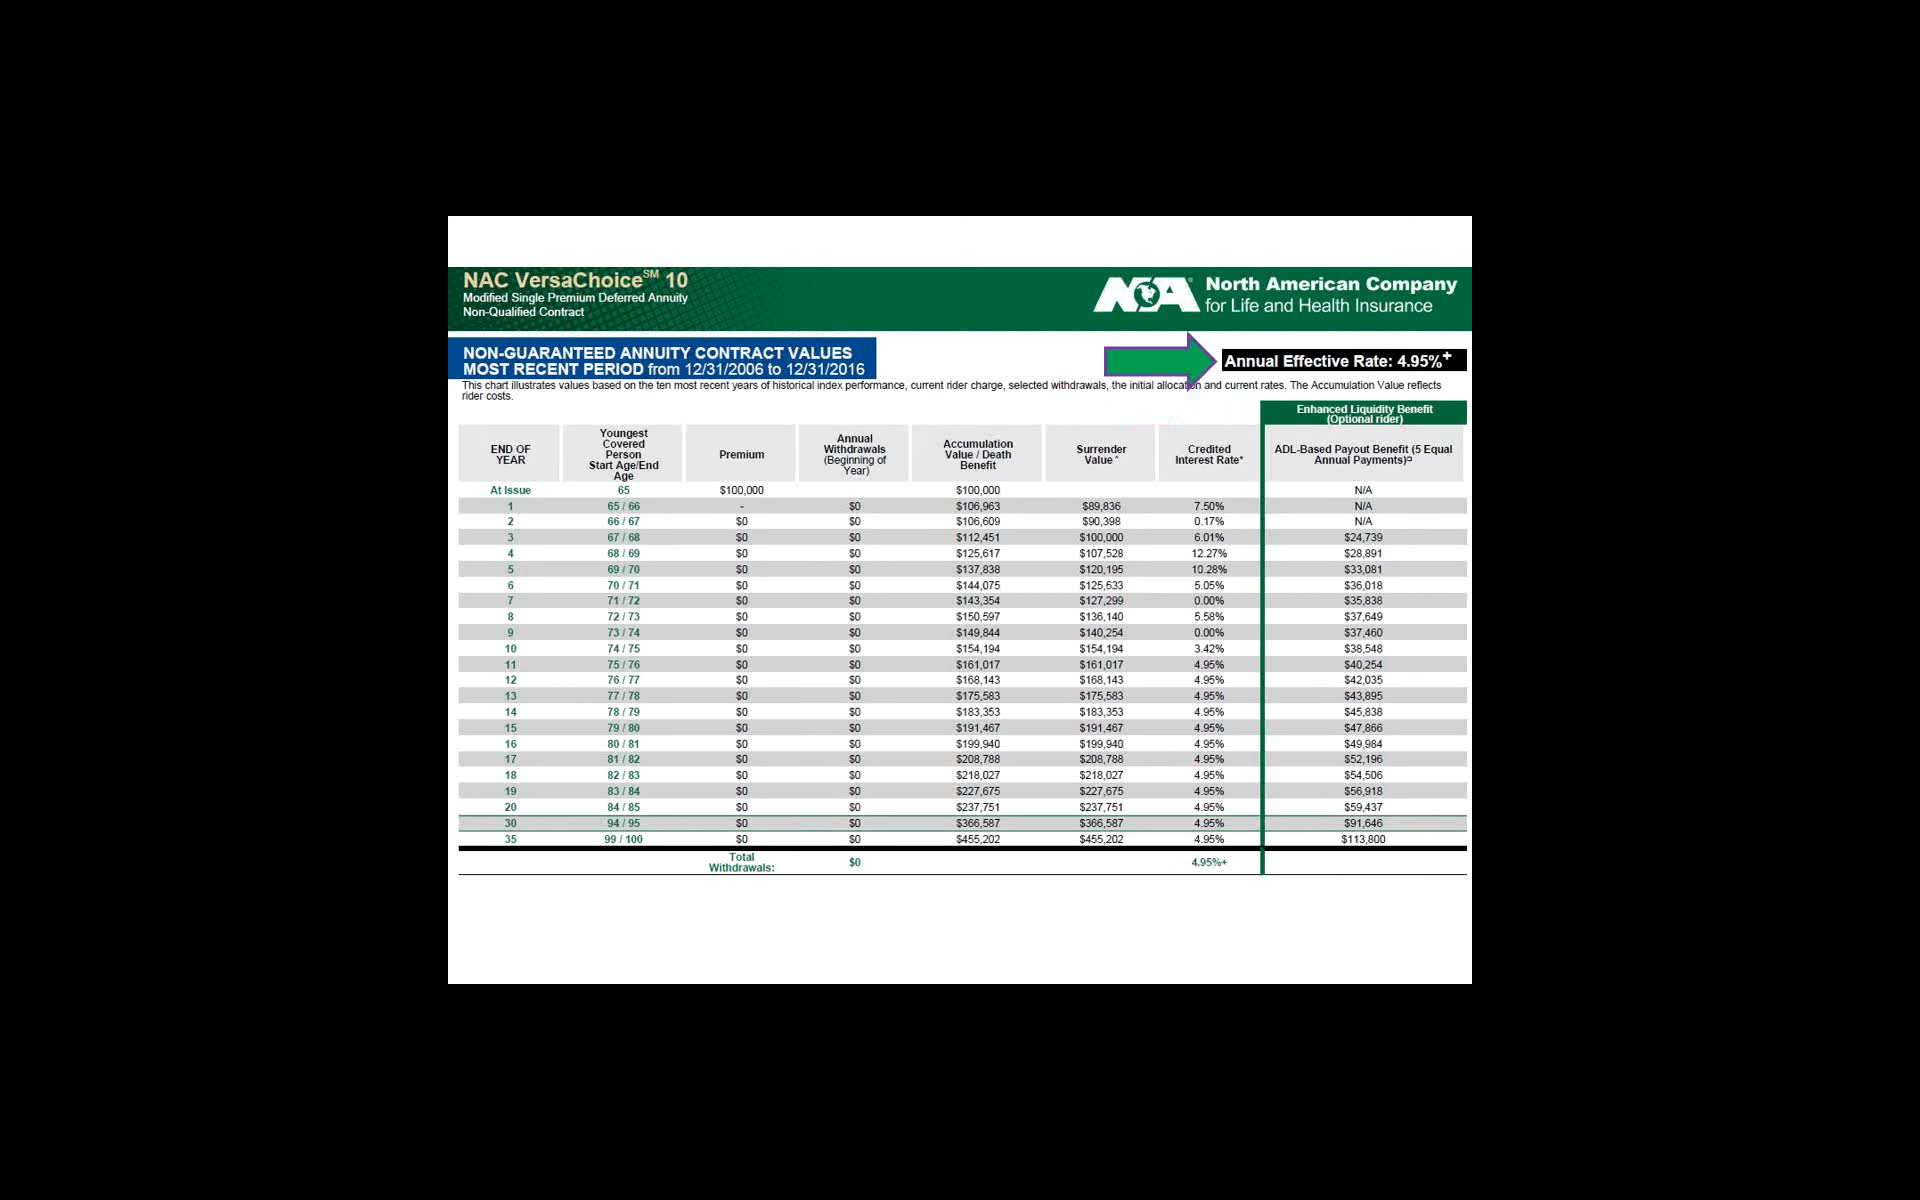 NAC VersaChoice℠ 10
Modified Single Premium Deferred Annuity
Non-Qualified Contract
NAC
North American Company
for Life and Health Insurance
NON-GUARANTEED ANNUITY CONTRACT VALUES
MOST RECENT PERIOD from 12/31/2006 to 12/31/2016
Annual Effective Rate: 4.95%+
This chart illustrates values based on the ten most recent years of historical index performance, current rider charge, selected withdrawals, the initial allocation and current rates. The Accumulation Value reflects
rider costs.
Enhanced Liquidity Benefit
(Optional rider)
END OF YEAR Youngest Covered Person Start Age/End Age Premium Annual Withdrawals (Beginning of Year) Accumulation Value / Death Benefit Surrender Value ^ Credited Interest Rate* ADL-Based Payout Benefit (5 Equal Annual Payments)¤
At Issue 65 $100,000 $100,000 N/A
1 65 / 66 - $0 $106,963 $89,836 7.50% N/A
2 66 / 67 $0 $0 $106,609 $90,398 0.17% N/A
3 67 / 68 $0 $0 $112,451 $100,000 6.01% $24,739
4 68 / 69 $0 $0 $125,617 $107,528 12.27% $28,891
5 69 / 70 $0 $0 $137,838 $120,195 10.28% $33,081
6 70 / 71 $0 $0 $144,075 $125,633 5.05% $36,018
7 71 / 72 $0 $0 $143,354 $127,299 0.00% $35,838
8 72 / 73 $0 $0 $150,597 $136,140 5.58% $37,649
9 73 / 74 $0 $0 $149,844 $140,254 0.00% $37,460
10 74 / 75 $0 $0 $154,194 $154,194 3.42% $38,548
11 75 / 76 $0 $0 $161,017 $161,017 4.95% $40,254
12 76 / 77 $0 $0 $168,143 $168,143 4.95% $42,035
13 77 / 78 $0 $0 $175,583 $175,583 4.95% $43,895
14 78 / 79 $0 $0 $183,353 $183,353 4.95% $45,838
15 79 / 80 $0 $0 $191,467 $191,467 4.95% $47,866
16 80 / 81 $0 $0 $199,940 $199,940 4.95% $49,984
17 81 / 82 $0 $0 $208,788 $208,788 4.95% $52,196
18 82 / 83 $0 $0 $218,027 $218,027 4.95% $54,506
19 83 / 84 $0 $0 $227,675 $227,675 4.95% $56,918
20 84 / 85 $0 $0 $237,751 $237,751 4.95% $59,437
30 94 / 95 $0 $0 $366,587 $366,587 4.95% $91,646
35 99 / 100 $0 $0 $455,202 $455,202 4.95% $113,800
Total Withdrawals: $0 4.95%+